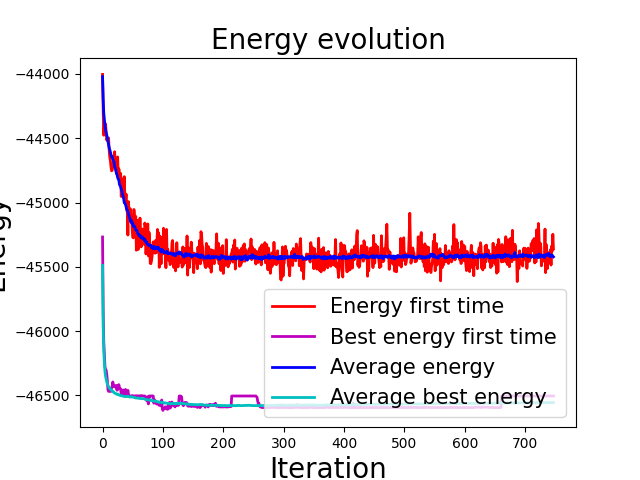 Energy evolution
Energy
−44000
−44500
−45000
−45500
−46000
−46500
Energy first time
Best energy first time
Average energy
Average best energy
0 100 200 300 400 500 600 700
Iteration